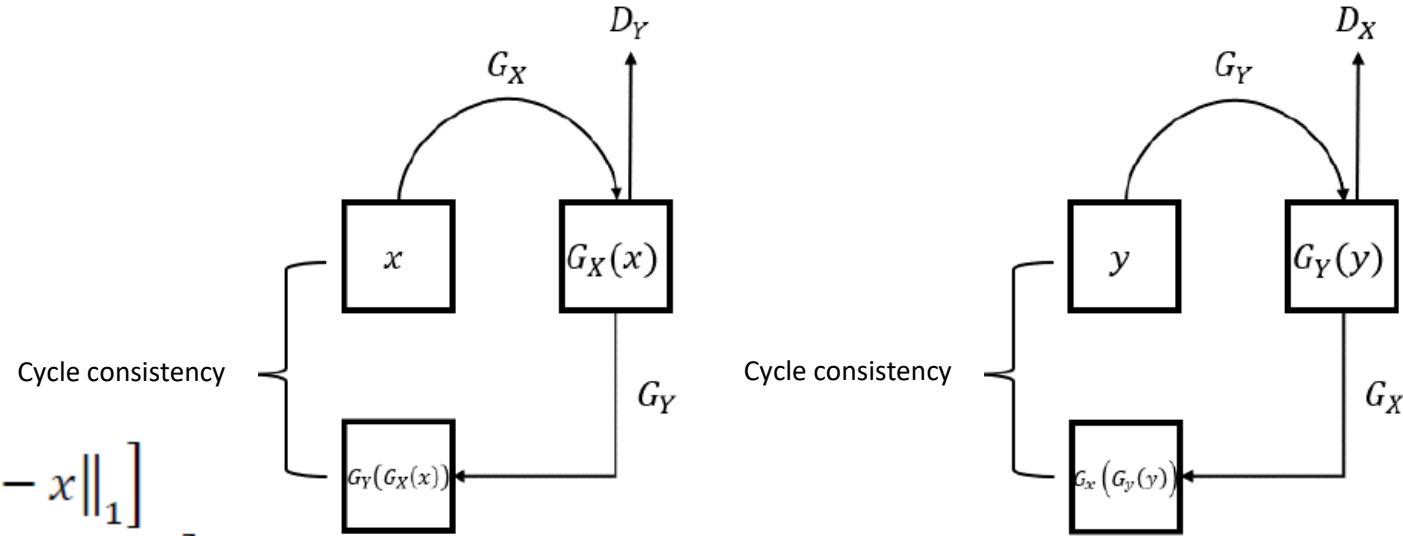 D_Y
G_X
x
G_X(x)
Cycle consistency
G_Y
G_Y(G_X(x))
− x‖₁]
D_X
G_Y
y
G_Y(y)
Cycle consistency
G_X
G_x(G_y(y))